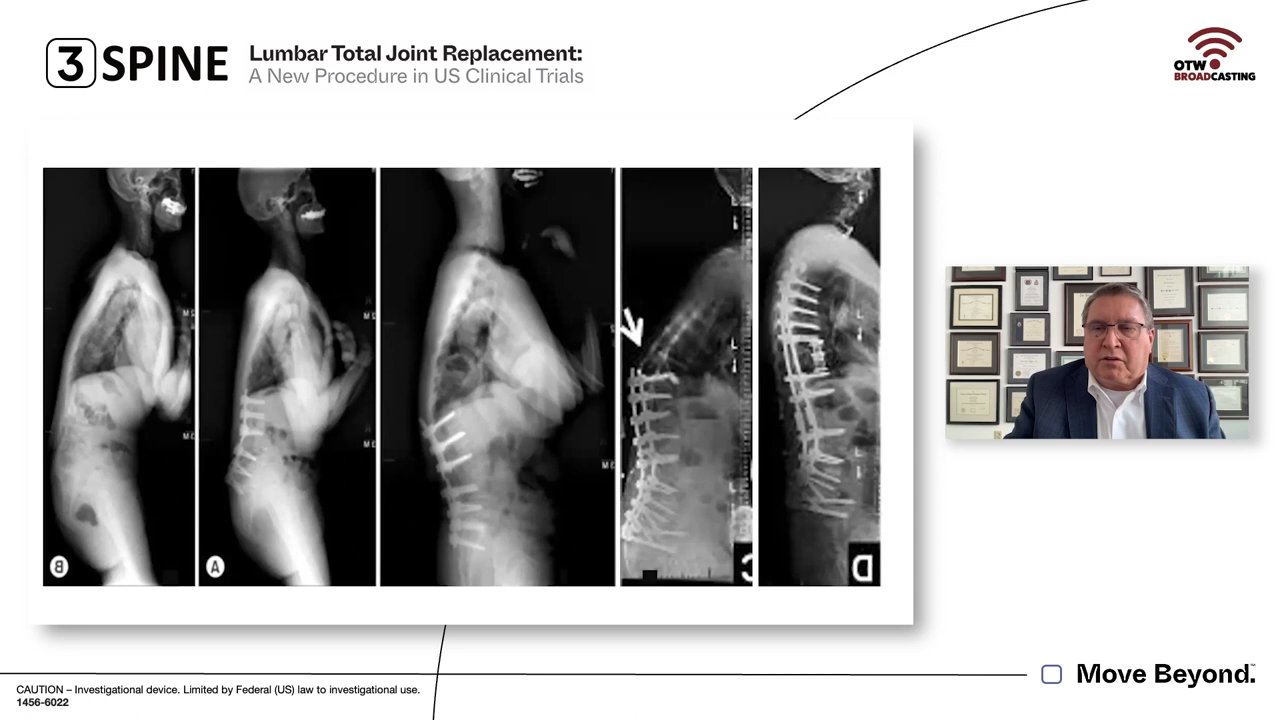 3 SPINE
Lumbar Total Joint Replacement:
A New Procedure in US Clinical Trials
OTW
BROADCASTING
B
A
C
D
CAUTION – Investigational device. Limited by Federal (US) law to investigational use.
1456-6022
Move Beyond.™